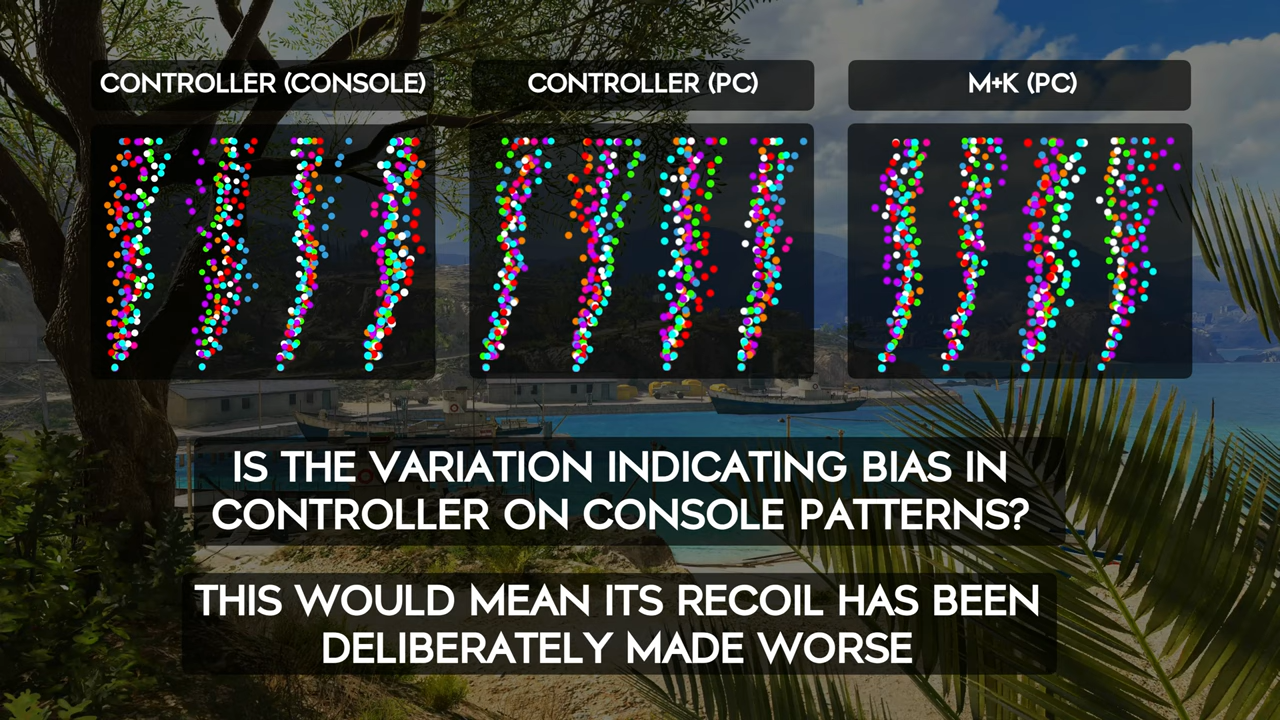 CONTROLLER (CONSOLE)
CONTROLLER (PC)
M+K (PC)
IS THE VARIATION INDICATING BIAS IN
CONTROLLER ON CONSOLE PATTERNS?
THIS WOULD MEAN ITS RECOIL HAS BEEN
DELIBERATELY MADE WORSE